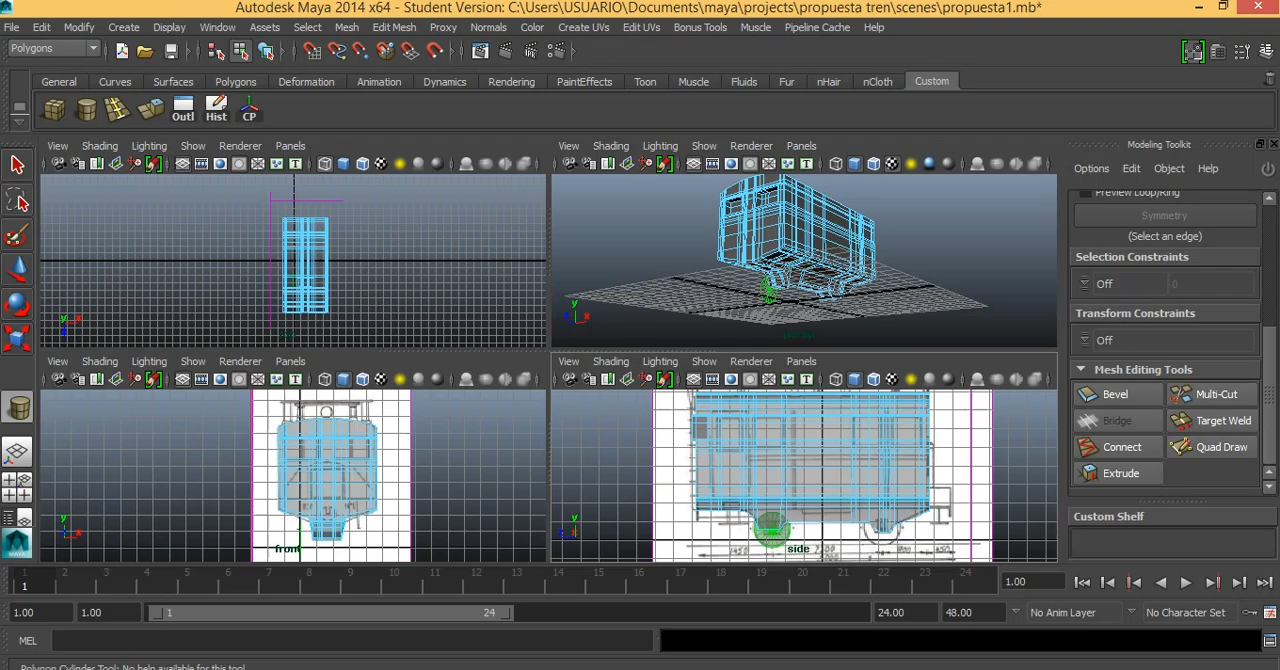 Autodesk Maya 2014 x64 - Student Version: C:\Users\USUARIO\Documents\maya\projects\propuesta tren\scenes\propuesta1.mb*
File Edit Modify Create Display Window Assets Select Mesh Edit Mesh Proxy Normals Color Create UVs Edit UVs Bonus Tools Muscle Pipeline Cache Help
Polygons
General Curves Surfaces Polygons Deformation Animation Dynamics Rendering PaintEffects Toon Muscle Fluids Fur nHair nCloth Custom
Outl Hist CP
View Shading Lighting Show Renderer Panels
View Shading Lighting Show Renderer Panels
Modeling Toolkit
Options Edit Object Help
Preview Loop/Ring
Symmetry
(Select an edge)
Selection Constraints
Off 0
Transform Constraints
Off
Mesh Editing Tools
Bevel Multi-Cut
Bridge Target Weld
Connect Quad Draw
Extrude
Custom Shelf
View Shading Lighting Show Renderer Panels
View Shading Lighting Show Renderer Panels
front
side
1 2 3 4 5 6 7 8 9 10 11 12 13 14 15 16 17 18 19 20 21 22 23 24
1
1.00
1.00 1.00 1 24 24.00 48.00 No Anim Layer No Character Set
MEL
Polygon Cylinder Tool: No help available for this tool